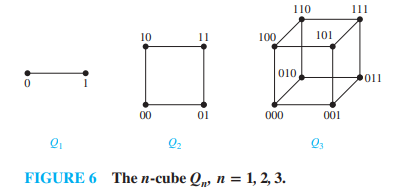 110 111
10 11 100 101
010 011
0 1
00 01 000 001
Q₁ Q₂ Q₃
FIGURE 6 The n-cube Qₙ, n = 1, 2, 3.